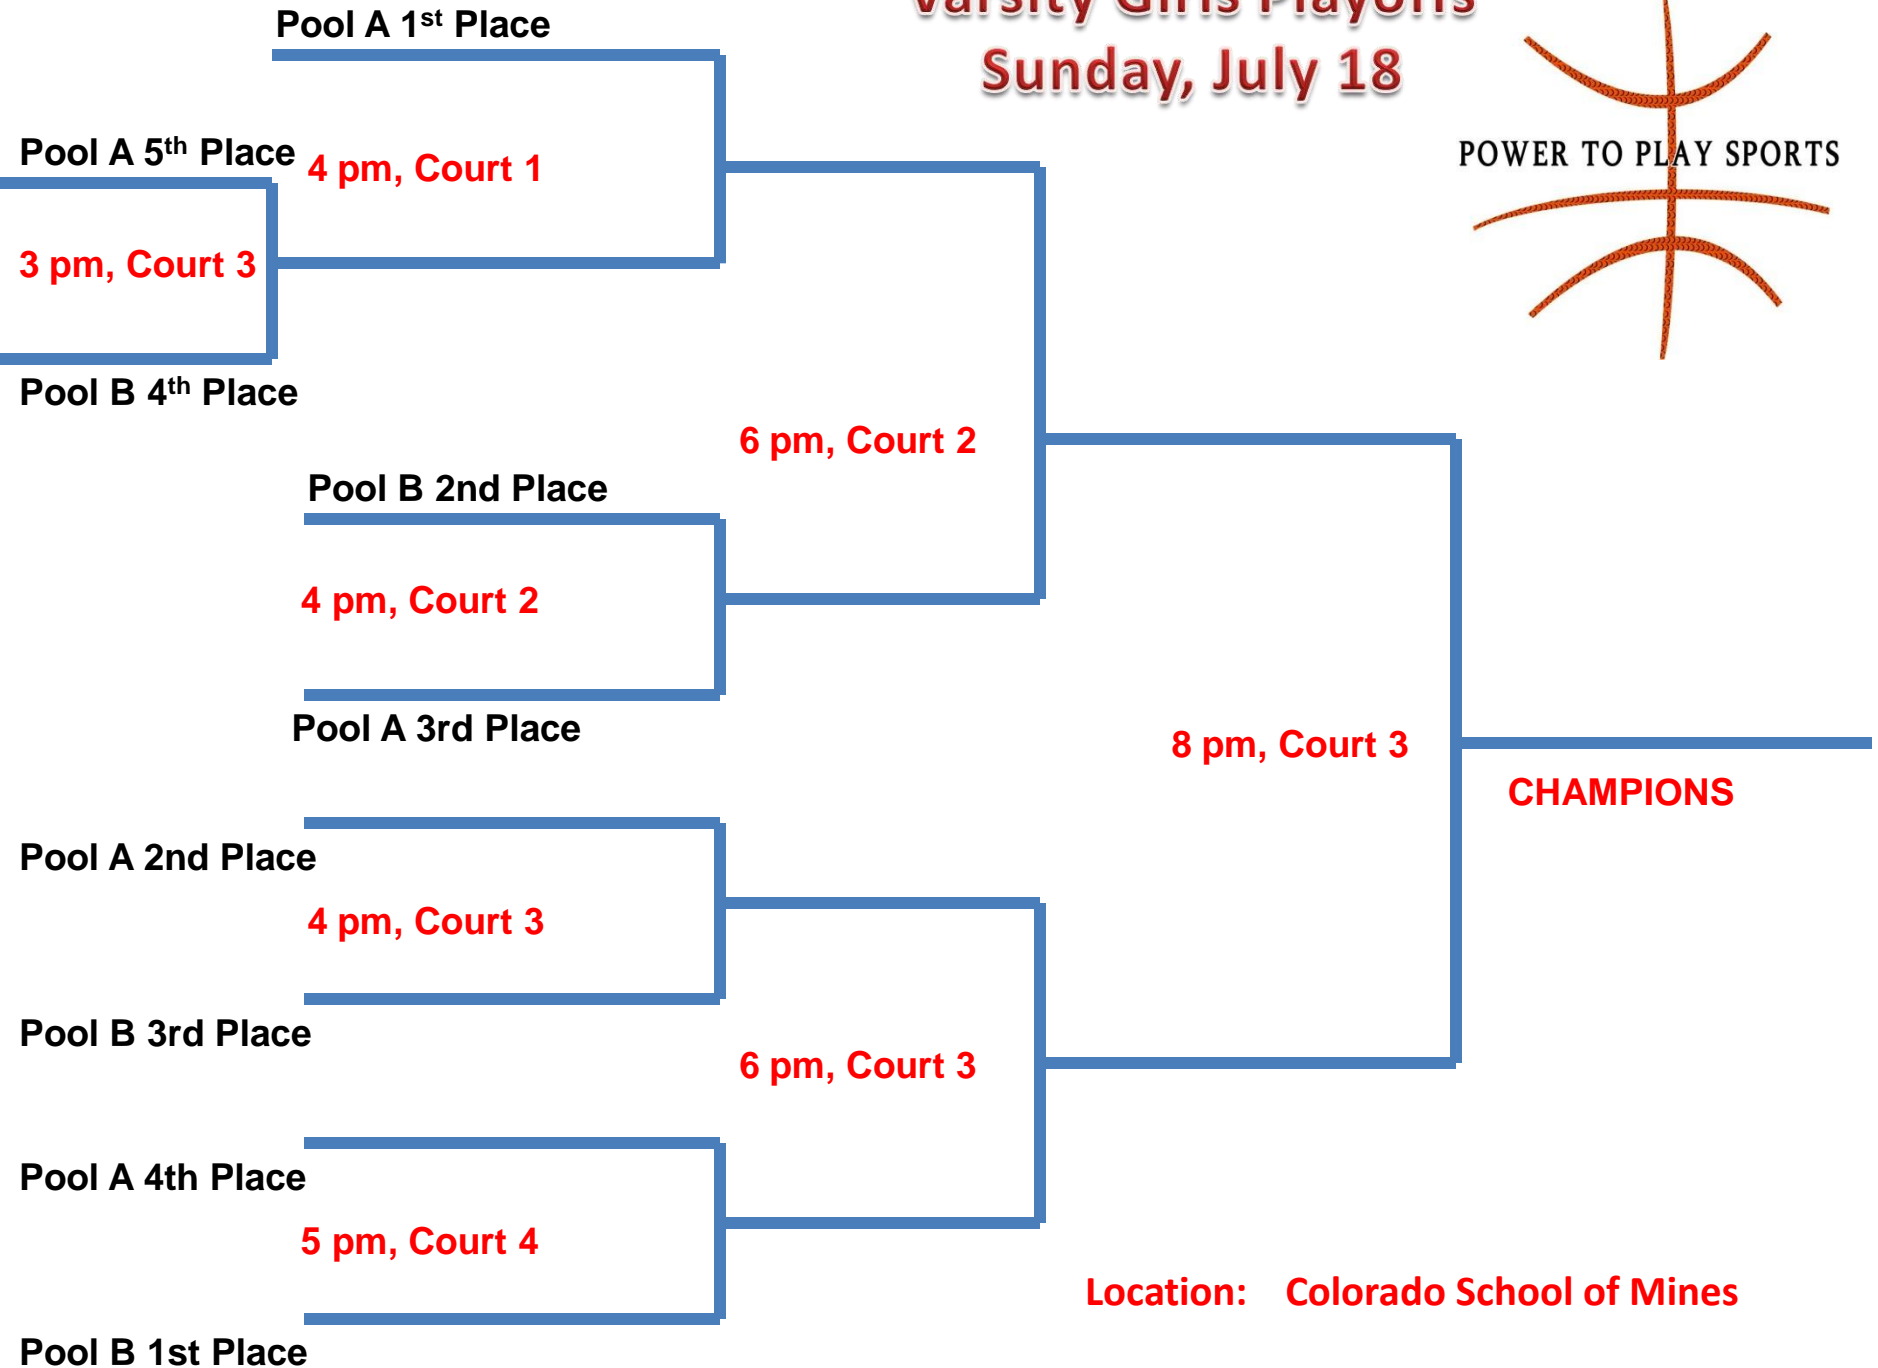 Varsity Girls Playoffs
Sunday, July 18
Pool A 1st Place
POWER TO PLAY SPORTS
Pool A 5th Place
4 pm, Court 1
3 pm, Court 3
Pool B 4th Place
6 pm, Court 2
Pool B 2nd Place
4 pm, Court 2
Pool A 3rd Place
8 pm, Court 3
CHAMPIONS
Pool A 2nd Place
4 pm, Court 3
Pool B 3rd Place
6 pm, Court 3
Pool A 4th Place
5 pm, Court 4
Location: Colorado School of Mines
Pool B 1st Place